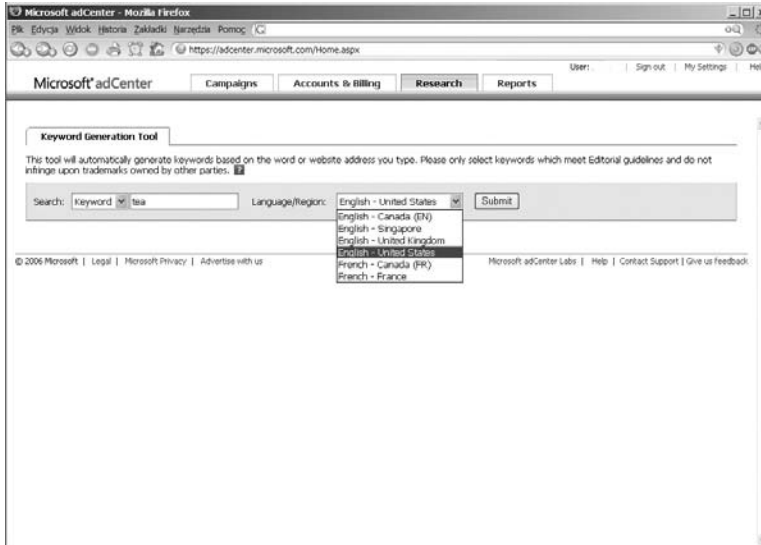 Microsoft adCenter - Mozilla Firefox
Plik Edycja Widok Historia Zakładki Narzędzia Pomoc
https://adcenter.microsoft.com/Home.aspx
User: | Sign out | My Settings | Hel
Microsoft® adCenter Campaigns Accounts & Billing Research Reports
Keyword Generation Tool
This tool will automatically generate keywords based on the word or website address you type. Please only select keywords which meet Editorial guidelines and do not
infringe upon trademarks owned by other parties. ?
Search: Keyword tea Language/Region: English - United States Submit
English - Canada (EN)
English - Singapore
English - United Kingdom
English - United States
French - Canada (FR)
French - France
© 2006 Microsoft | Legal | Microsoft Privacy | Advertise with us Microsoft adCenter Labs | Help | Contact Support | Give us feedback